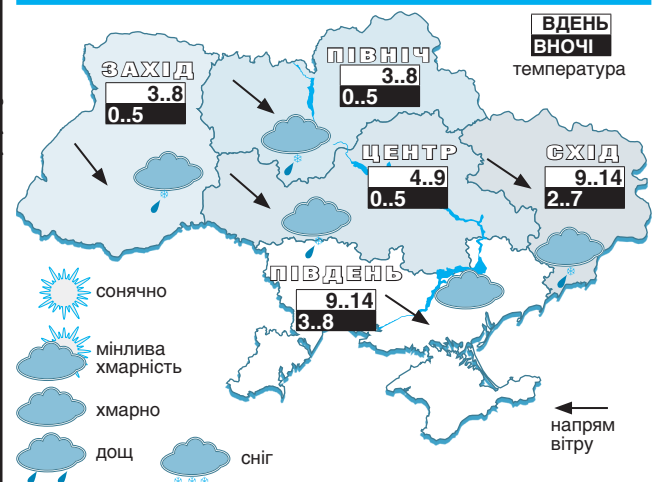 ВДЕНЬ
ВНОЧІ
температура
ЗАХІД
3..8
0..5
ПІВНІЧ
3..8
0..5
ЦЕНТР
4..9
0..5
СХІД
9..14
2..7
ПІВДЕНЬ
9..14
3..8
сонячно
мінлива
хмарність
хмарно
дощ
сніг
напрям
вітру